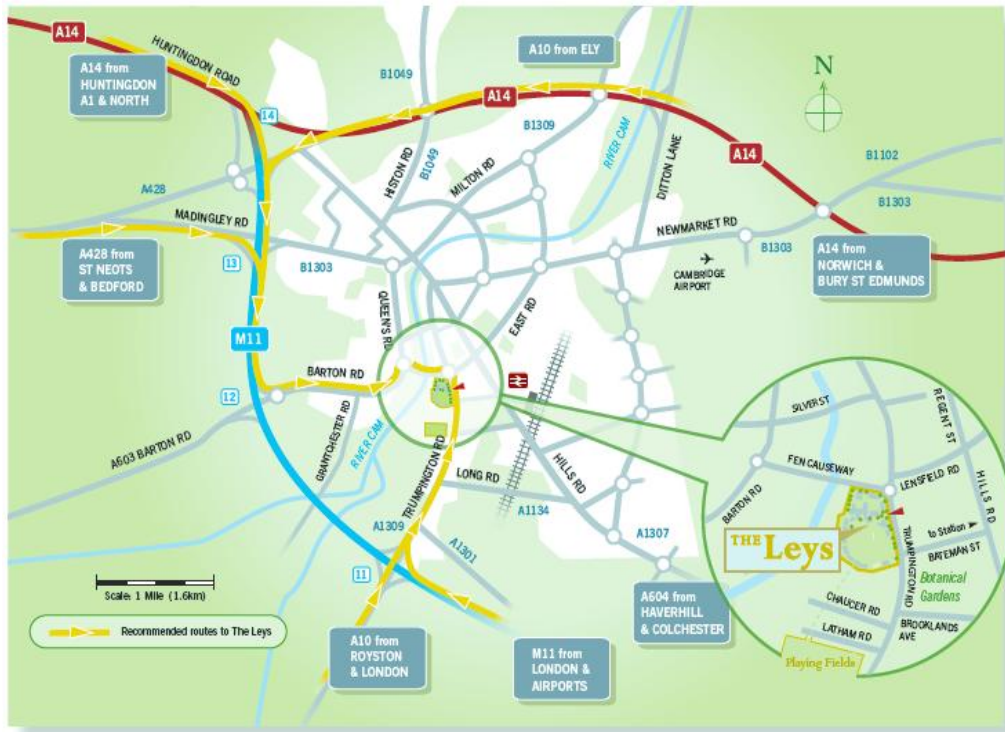 A14
HUNTINGDON ROAD
A14 from
HUNTINGDON
A1 & NORTH
14
B1049
A10 from ELY
A14
N
B1309
RIVER CAM
DITTON LANE
A14
B1102
B1303
HISTON RD
B1049
MILTON RD
A428
MADINGLEY RD
NEWMARKET RD
B1303
A428 from
ST NEOTS
& BEDFORD
13
B1303
CAMBRIDGE
AIRPORT
A14 from
NORWICH &
BURY ST EDMUNDS
QUEEN'S RD
EAST RD
M11
BARTON RD
12
A603 BARTON RD
GRANTCHESTER RD
RIVER CAM
TRUMPINGTON RD
LONG RD
HILLS RD
A1134
A1309
A1301
A1307
11
Scale: 1 Mile (1.6km)
Recommended routes to The Leys
A10 from
ROYSTON
& LONDON
M11 from
LONDON &
AIRPORTS
A604 from
HAVERHILL
& COLCHESTER
SILVER ST
REGENT ST
FEN CAUSEWAY
LENSFIELD RD
HILLS RD
BARTON RD
THE Leys
TRUMPINGTON RD
to Station
BATEMAN ST
Botanical
Gardens
CHAUCER RD
LATHAM RD
BROOKLANDS
AVE
Playing Fields